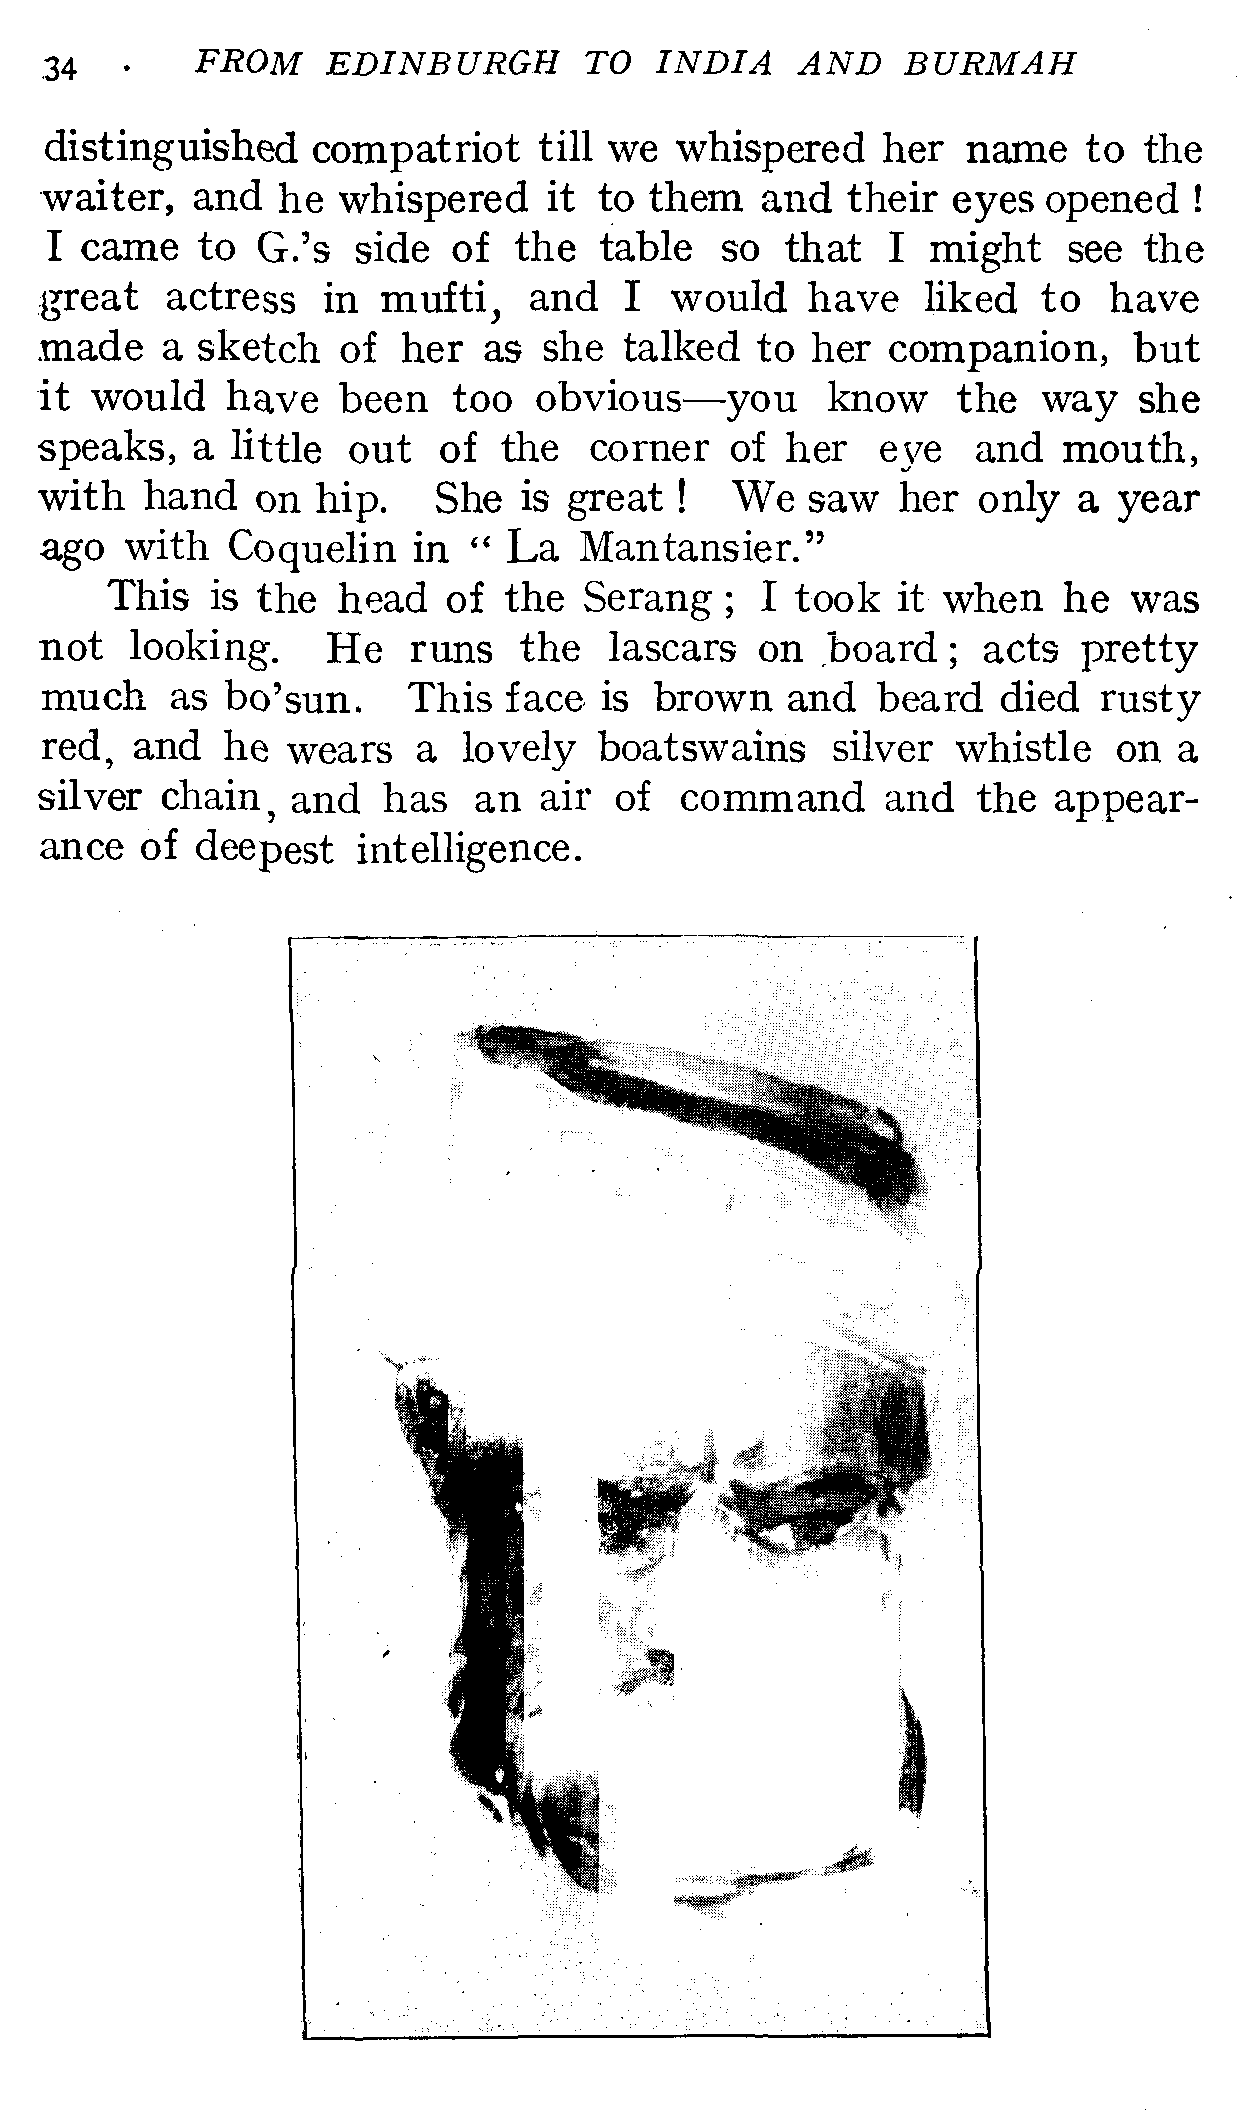 34 · FROM EDINBURGH TO INDIA AND BURMAH
distinguished compatriot till we whispered her name to the
waiter, and he whispered it to them and their eyes opened !
I came to G.'s side of the table so that I might see the
great actress in mufti, and I would have liked to have
made a sketch of her as she talked to her companion, but
it would have been too obvious—you know the way she
speaks, a little out of the corner of her eye and mouth,
with hand on hip. She is great ! We saw her only a year
ago with Coquelin in “ La Mantansier.”
This is the head of the Serang ; I took it when he was
not looking. He runs the lascars on board ; acts pretty
much as bo'sun. This face is brown and beard died rusty
red, and he wears a lovely boatswains silver whistle on a
silver chain, and has an air of command and the appear-
ance of deepest intelligence.